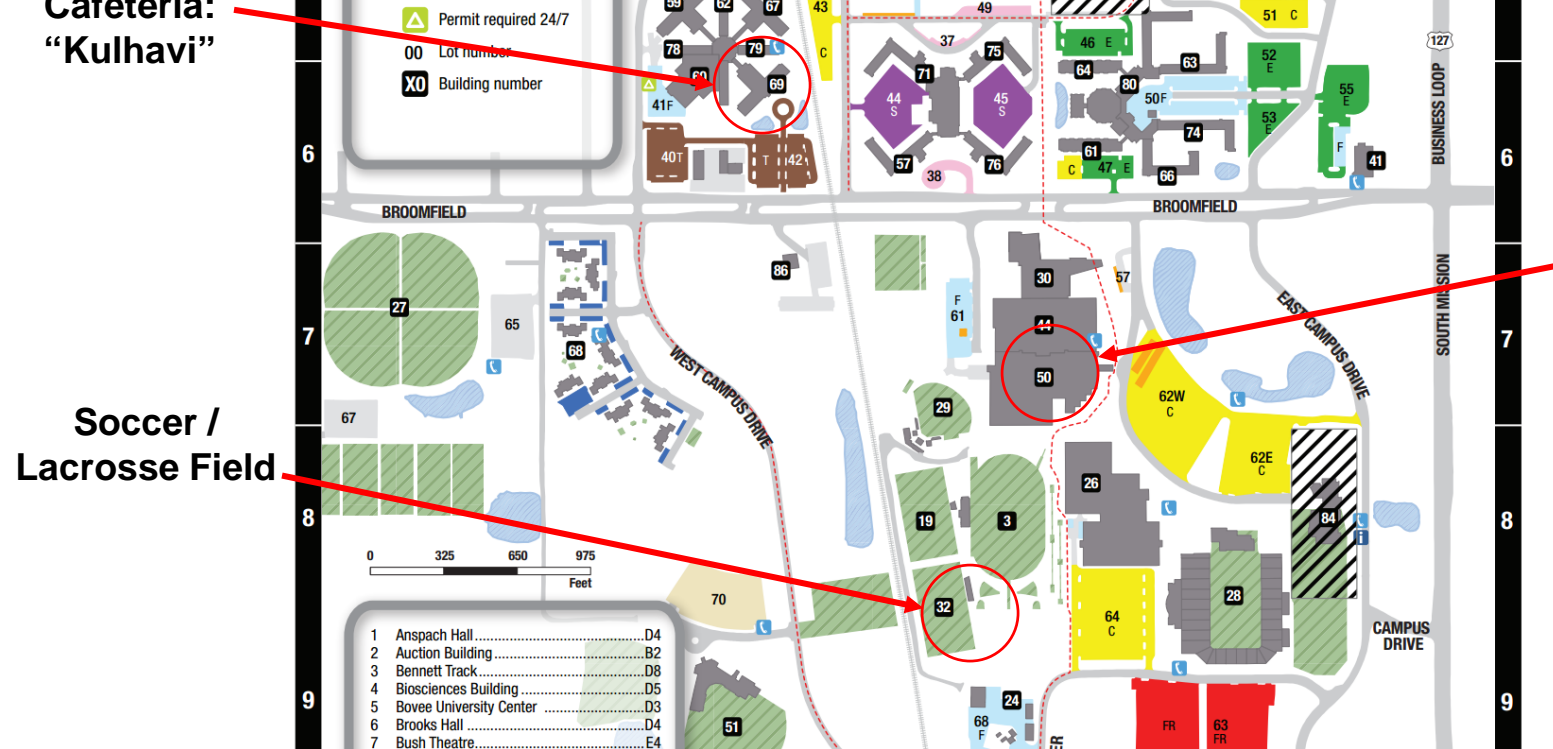 Cafeteria:
“Kulhavi”
Permit required 24/7
00 Lot number
X0 Building number
59
62
67
43
49
51 C
78
79
60
69
C
37
75
46 E
64
63
52
E
127
41F
71
44
S
45
S
80
50F
53
E
55
E
BUSINESS LOOP
6
40T
T
42
57
76
38
61
74
C
47 E
66
F
41
6
BROOMFIELD
BROOMFIELD
86
30
57
SOUTH MISSION
27
65
68
F
61
44
EAST CAMPUS DRIVE
7
7
WEST CAMPUS DRIVE
50
62W
C
67
29
Soccer /
Lacrosse Field
62E
C
26
8
19
3
84
i
8
0 325 650 975
Feet
70
32
28
64
C
CAMPUS
DRIVE
1 Anspach Hall D4
2 Auction Building B2
3 Bennett Track D8
4 Biosciences Building D5
5 Bovee University Center D3
6 Brooks Hall D4
7 Bush Theatre E4
9
51
24
68
F
ER
FR
63
FR
9